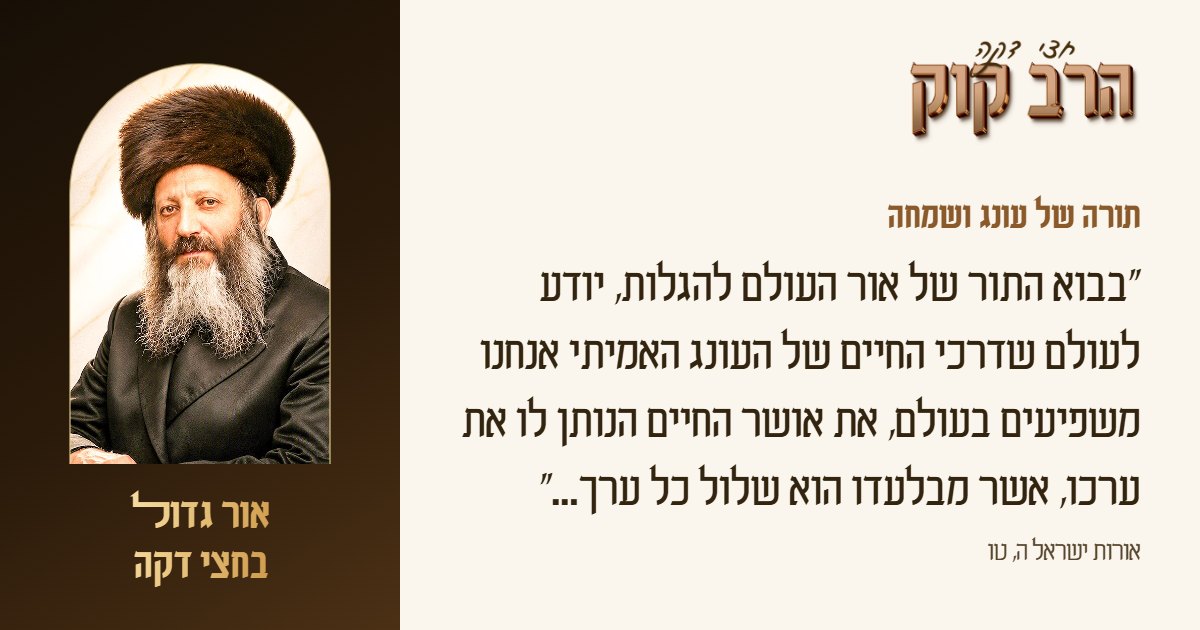 חצי דקה
הרב קוק
תורה של עונג ושמחה
"בבוא התור של אור העולם להגלות, יודע
לעולם שדרכי החיים של העונג האמיתי אנחנו
משפיעים בעולם, את אושר החיים הנותן לו את
ערכו, אשר מבלעדו הוא שלול כל ערך..."
אורות ישראל ה, טו
אור גדול
בחצי דקה